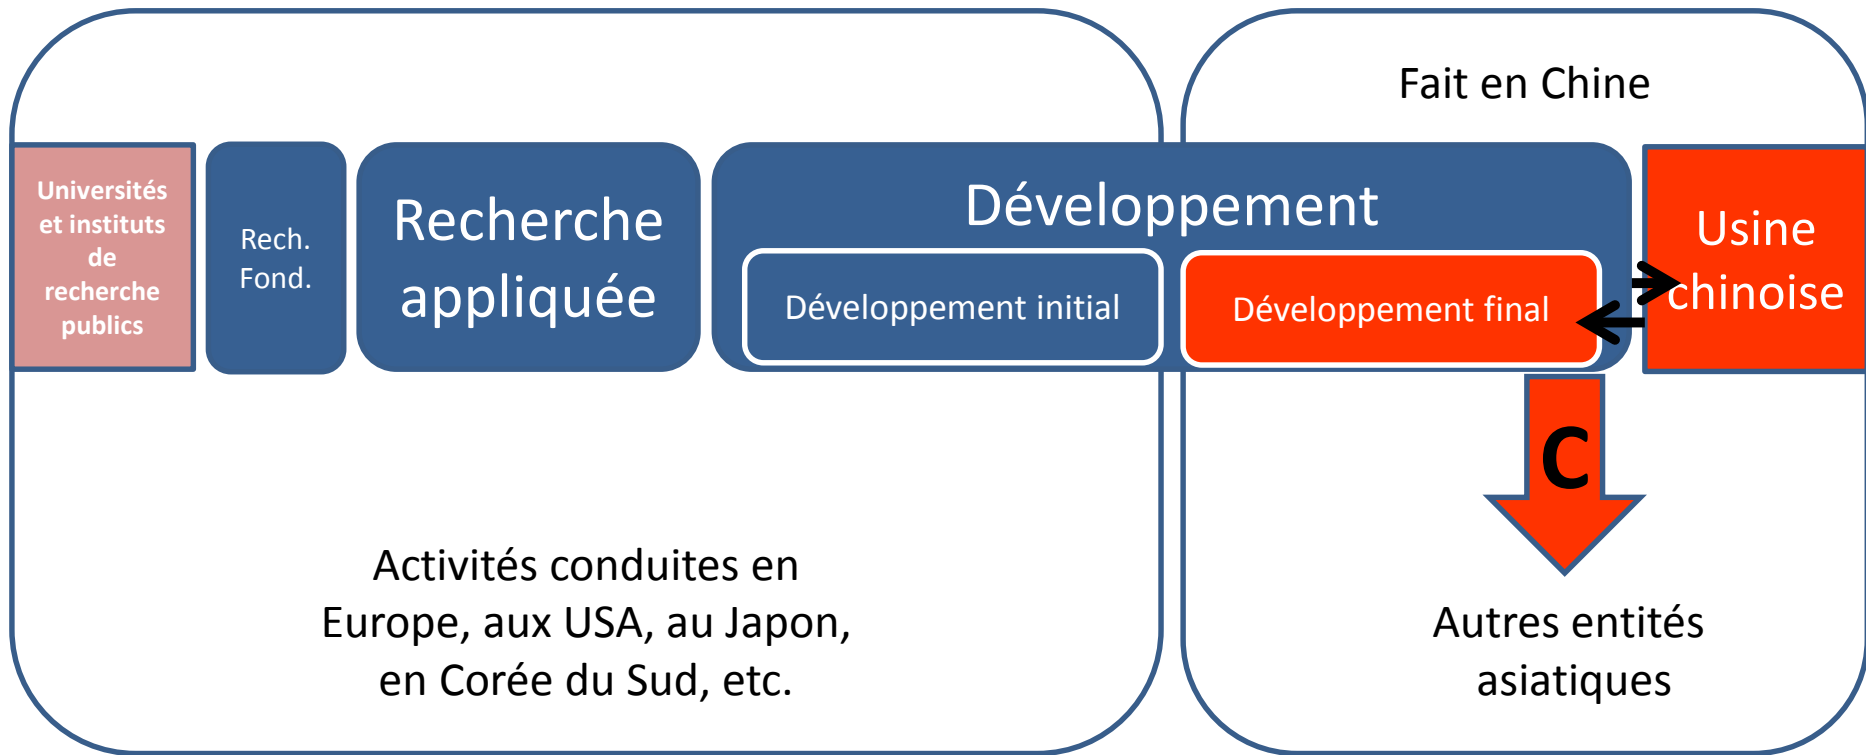 Fait en Chine
Universités
et instituts
de
recherche
publics
Rech.
Fond.
Recherche
appliquée
Développement
Développement initial
Développement final
Usine
chinoise
C
Activités conduites en
Europe, aux USA, au Japon,
en Corée du Sud, etc.
Autres entités
asiatiques